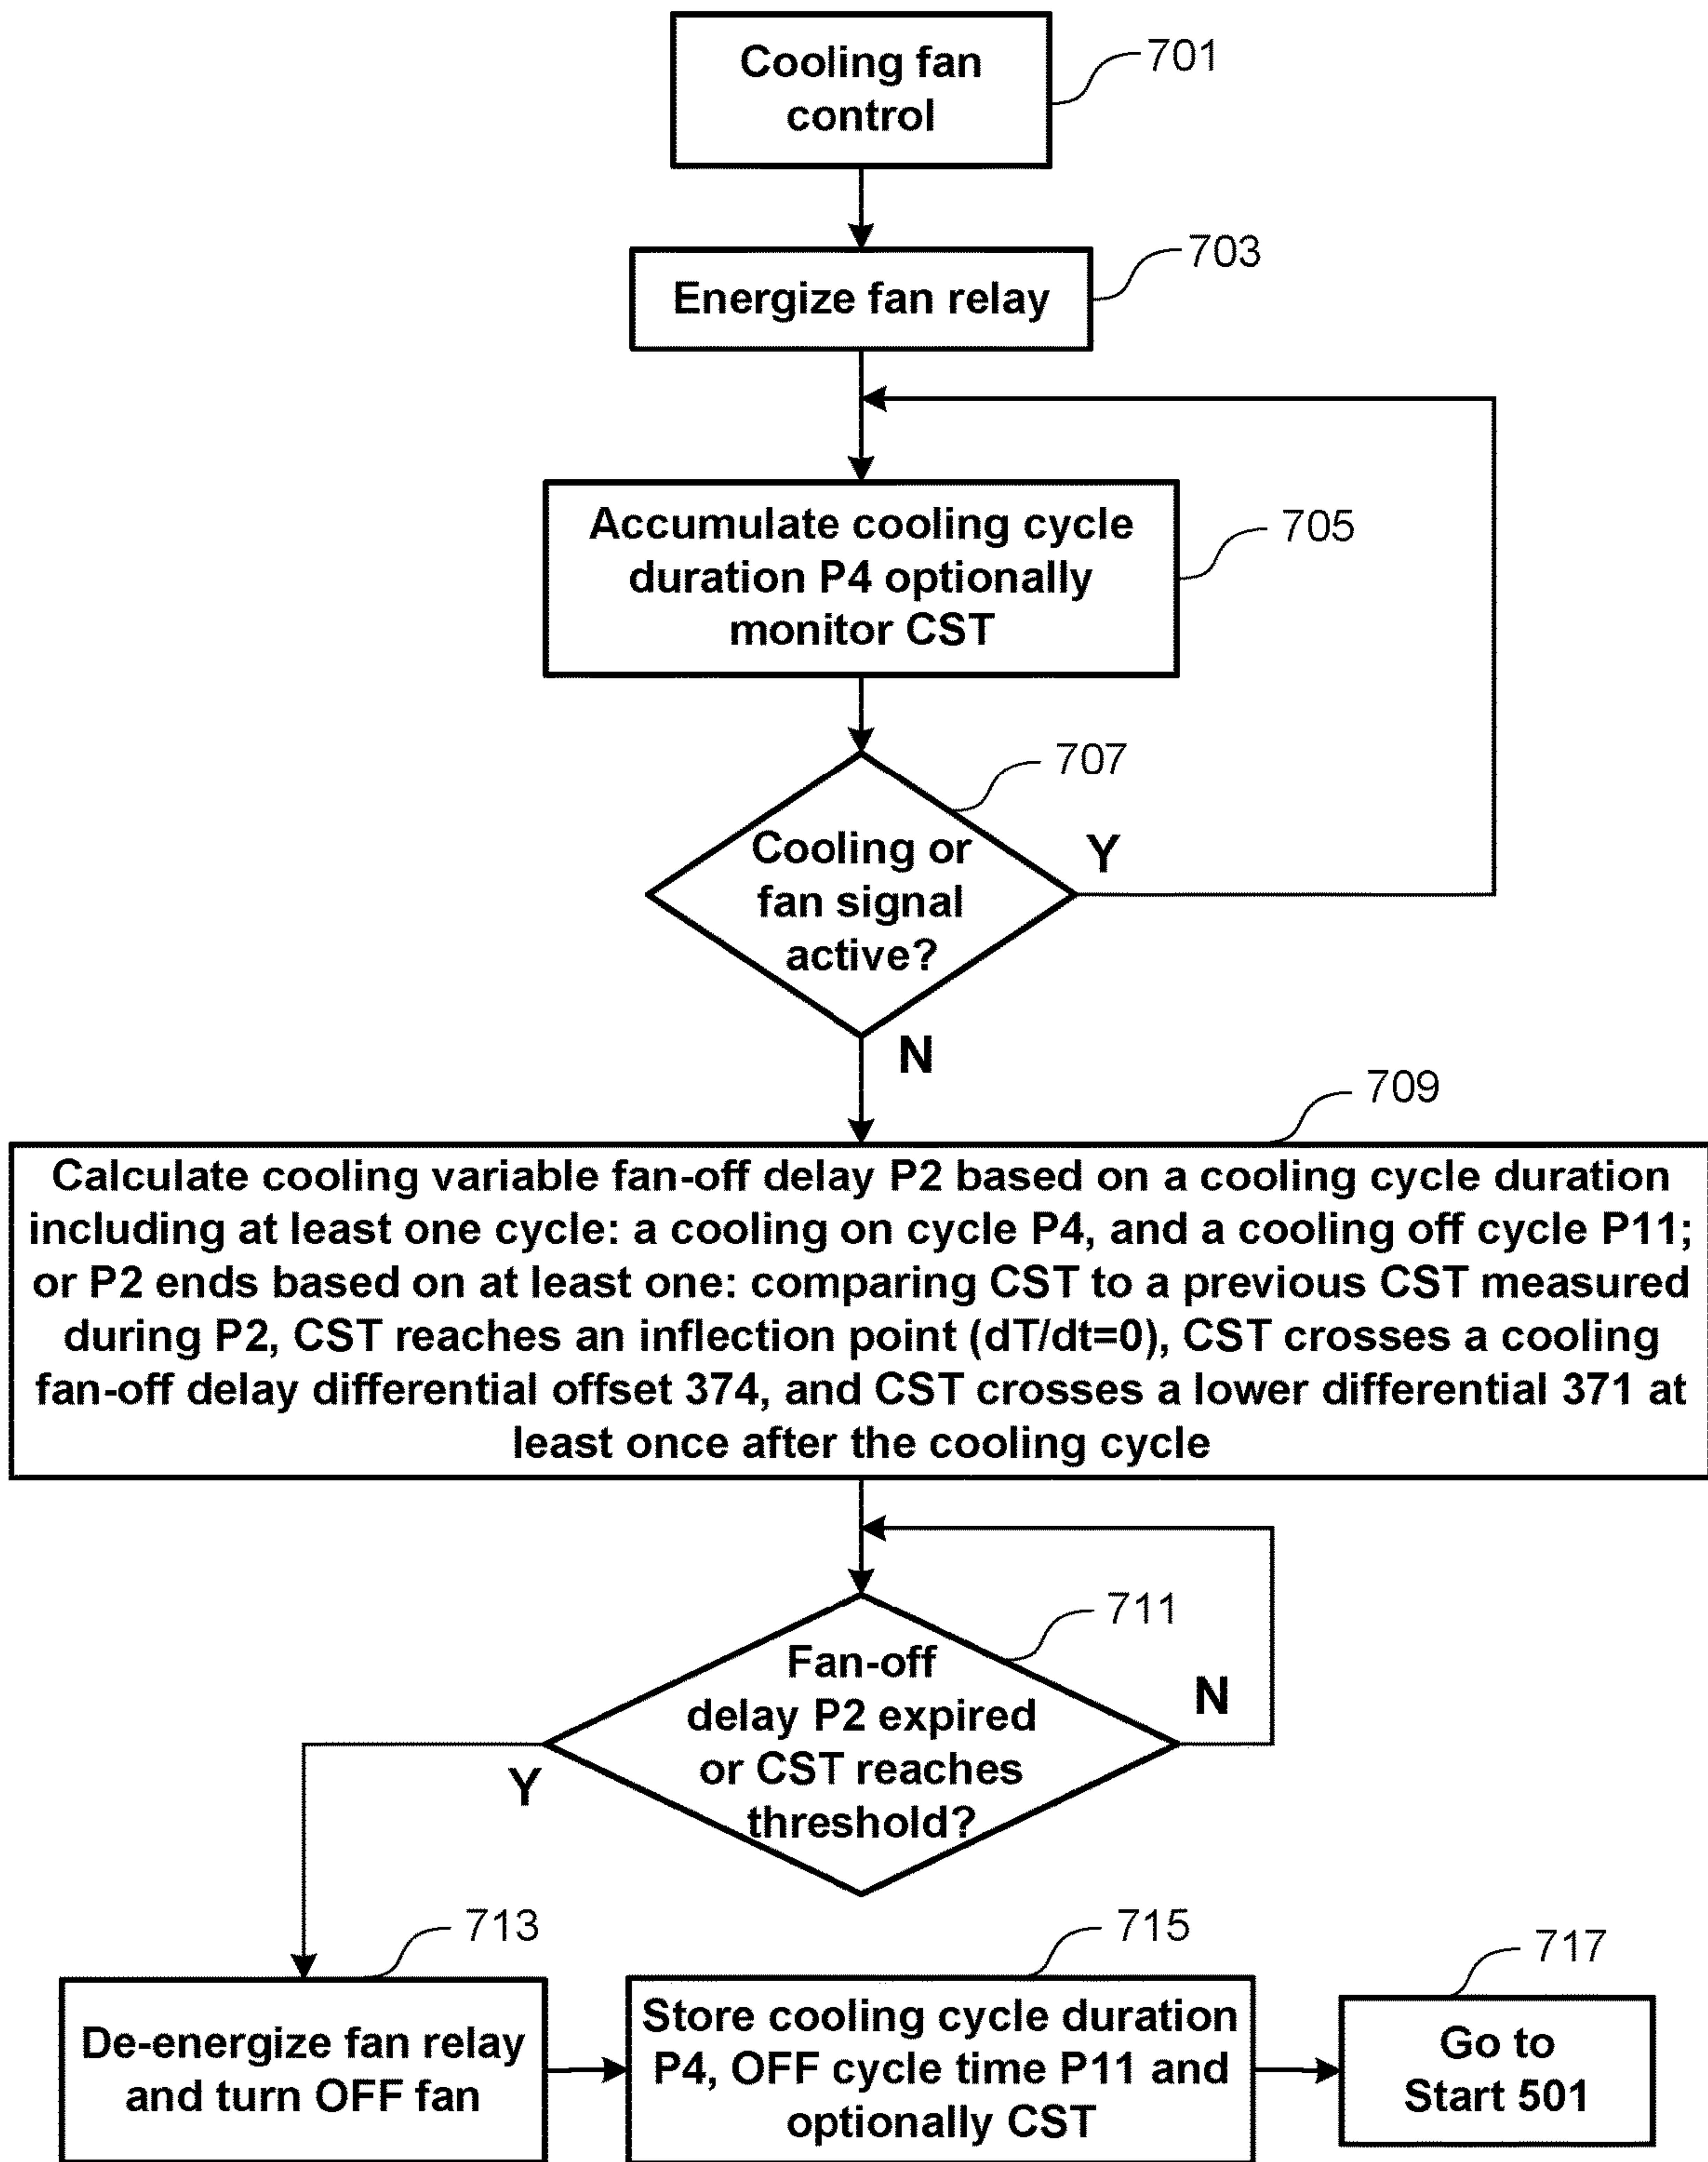 Cooling fan
control
701
Energize fan relay
703
Accumulate cooling cycle
duration P4 optionally
monitor CST
705
707
Cooling or
fan signal
active?
Y
N
709
Calculate cooling variable fan-off delay P2 based on a cooling cycle duration
including at least one cycle: a cooling on cycle P4, and a cooling off cycle P11;
or P2 ends based on at least one: comparing CST to a previous CST measured
during P2, CST reaches an inflection point (dT/dt=0), CST crosses a cooling
fan-off delay differential offset 374, and CST crosses a lower differential 371 at
least once after the cooling cycle
711
Fan-off
delay P2 expired
or CST reaches
threshold?
N
Y
713
De-energize fan relay
and turn OFF fan
715
Store cooling cycle duration
P4, OFF cycle time P11 and
optionally CST
717
Go to
Start 501